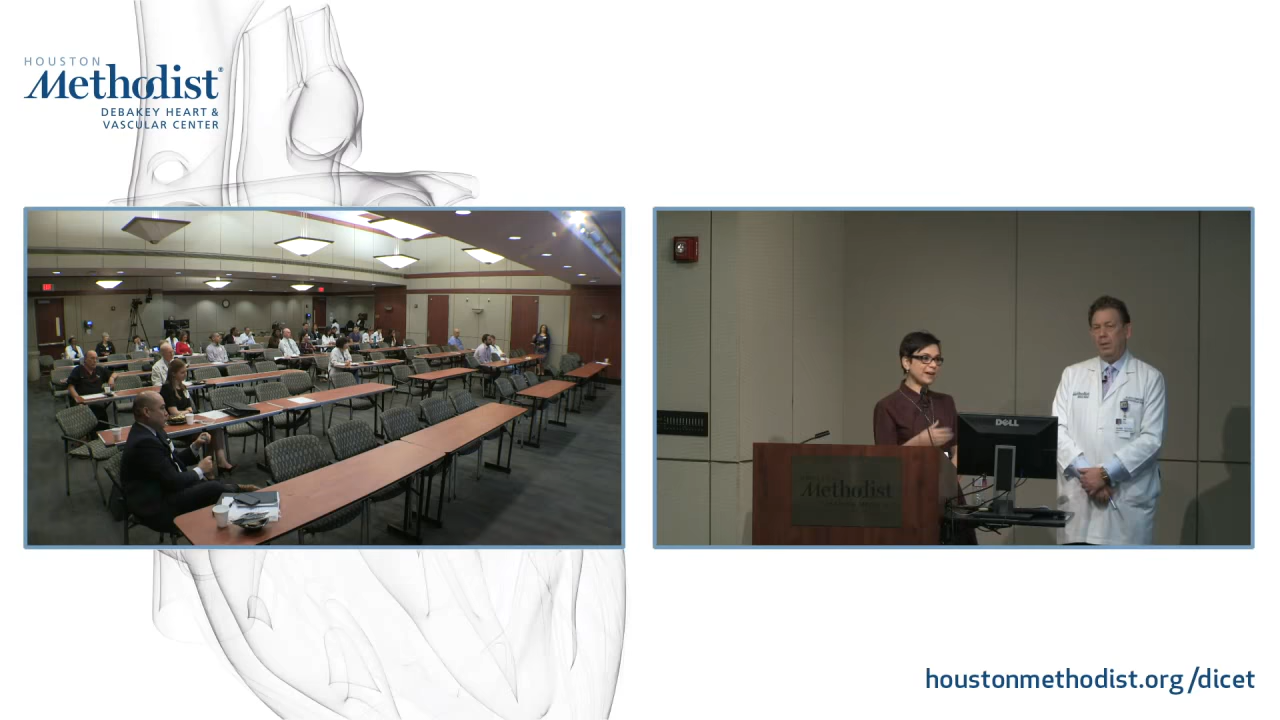 HOUSTON
Methodist®
DEBAKEY HEART &
VASCULAR CENTER
DELL
Methodist
houstonmethodist.org/dicet